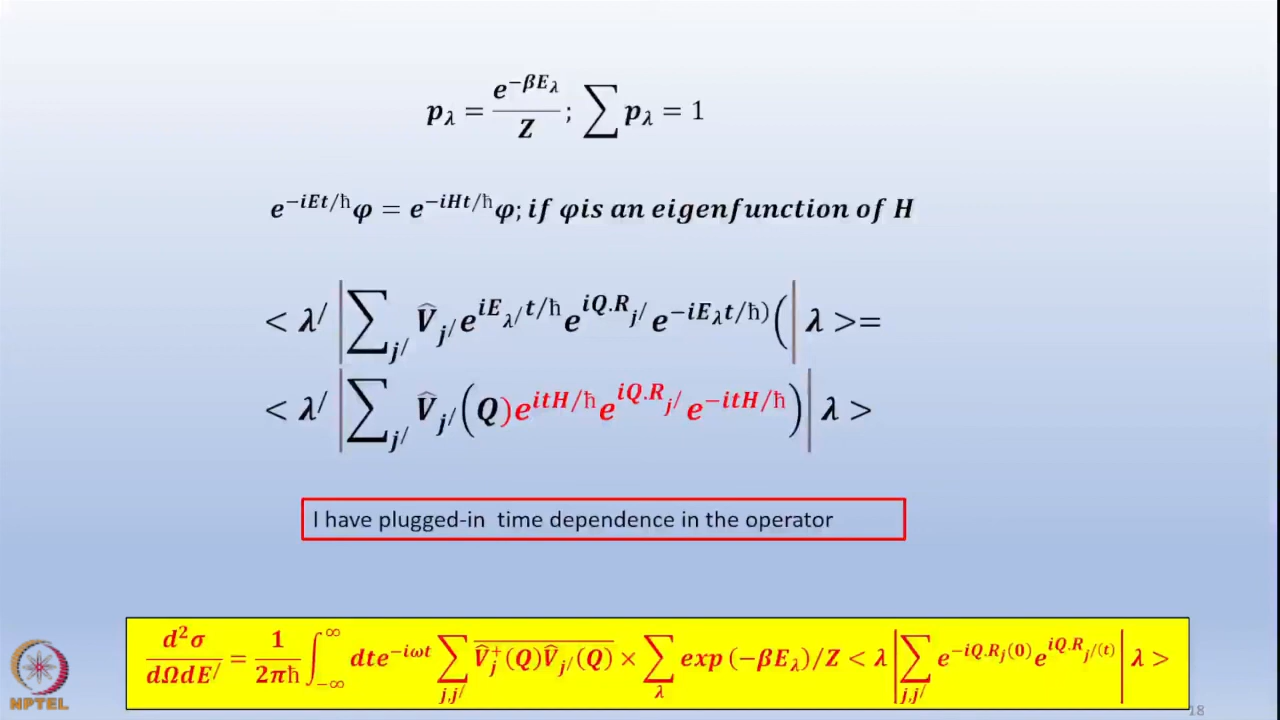 p_λ = e^{−βE_λ}/Z ; ∑ p_λ = 1
e^{−iEt/ħ}φ = e^{−iHt/ħ}φ; if φis an eigenfunction of H
< λ^/ |∑_{j^/} V̂_{j^/} e^{iE_{λ^/}t/ħ} e^{iQ.R_{j^/}} e^{−iE_λt/ħ)} (| λ >=
< λ^/ |∑_{j^/} V̂_{j^/} (Q)e^{itH/ħ} e^{iQ.R_{j^/}} e^{−itH/ħ})| λ >
I have plugged-in time dependence in the operator
d²σ/dΩdE^/ = 1/2πħ ∫_{−∞}^{∞} dte^{−iωt} ∑_{j,j^/} \overline{V̂_j^+(Q)V̂_{j^/}(Q)} × ∑_λ exp (−βE_λ)/Z < λ |∑_{j,j^/} e^{−iQ.R_j(0)} e^{iQ.R_{j^/(t)}}| λ >
NPTEL
18